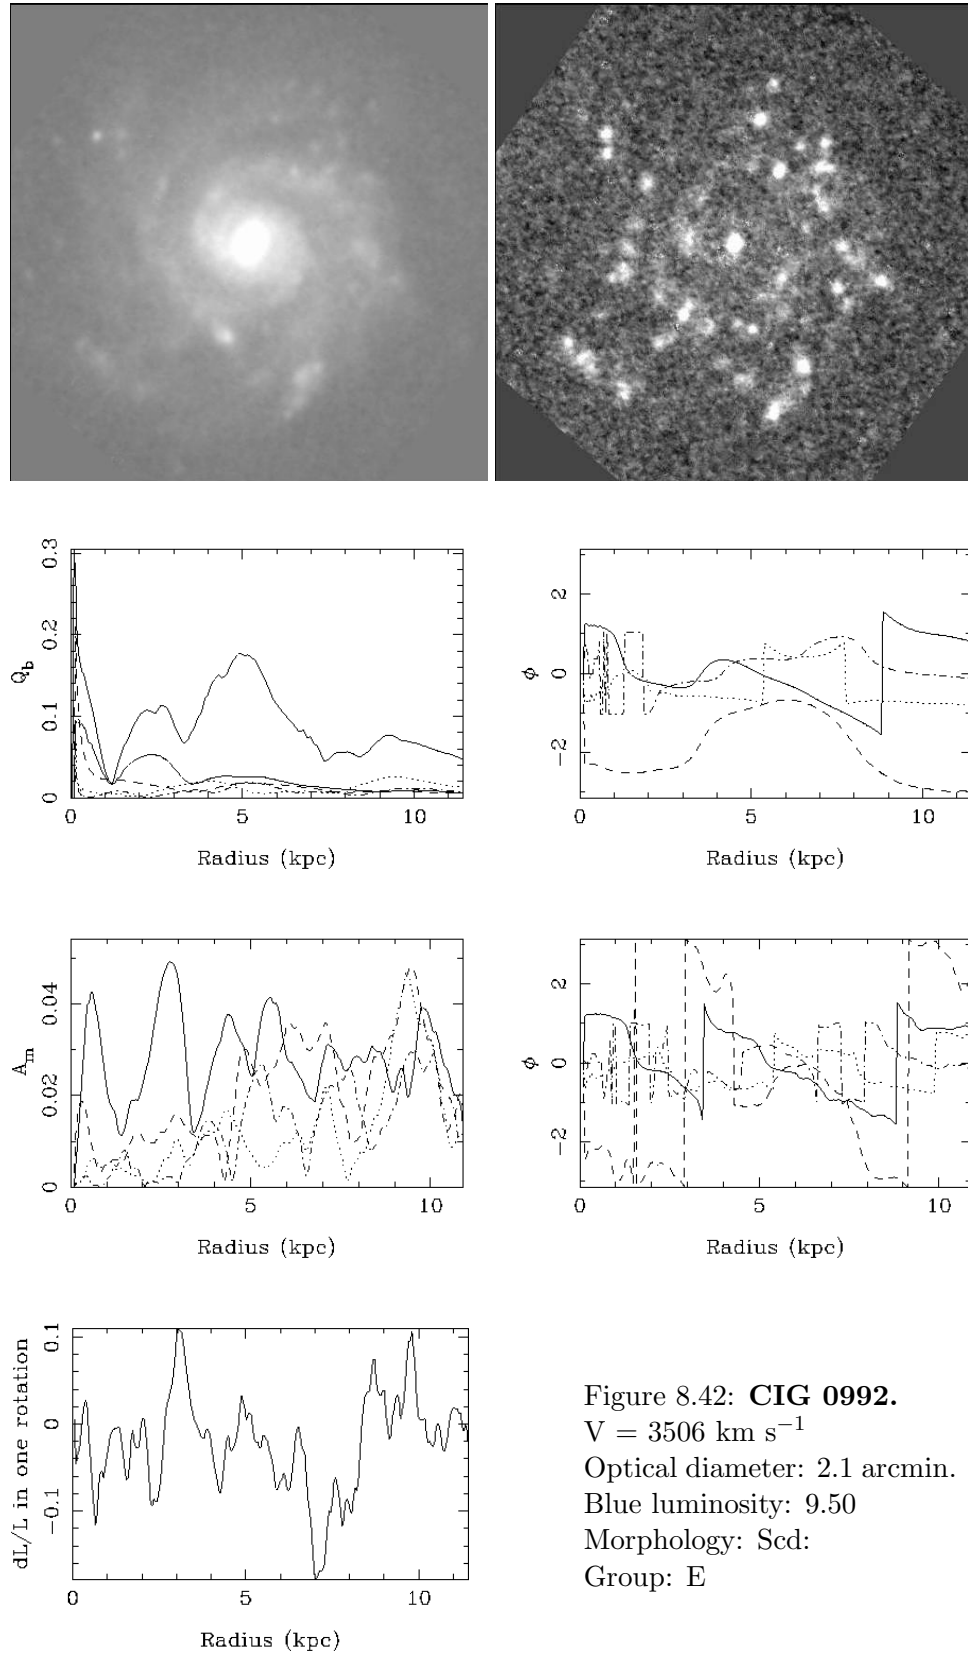 0.3
0.2
0.1
0
Q_b
0 5 10
Radius (kpc)
2
0
−2
φ
0 5 10
Radius (kpc)
0.04
0.02
0
A_m
0 5 10
Radius (kpc)
2
0
−2
φ
0 5 10
Radius (kpc)
0.1
0
−0.1
dL/L in one rotation
0 5 10
Radius (kpc)
Figure 8.42: CIG 0992.
V = 3506 km s⁻¹
Optical diameter: 2.1 arcmin.
Blue luminosity: 9.50
Morphology: Scd:
Group: E